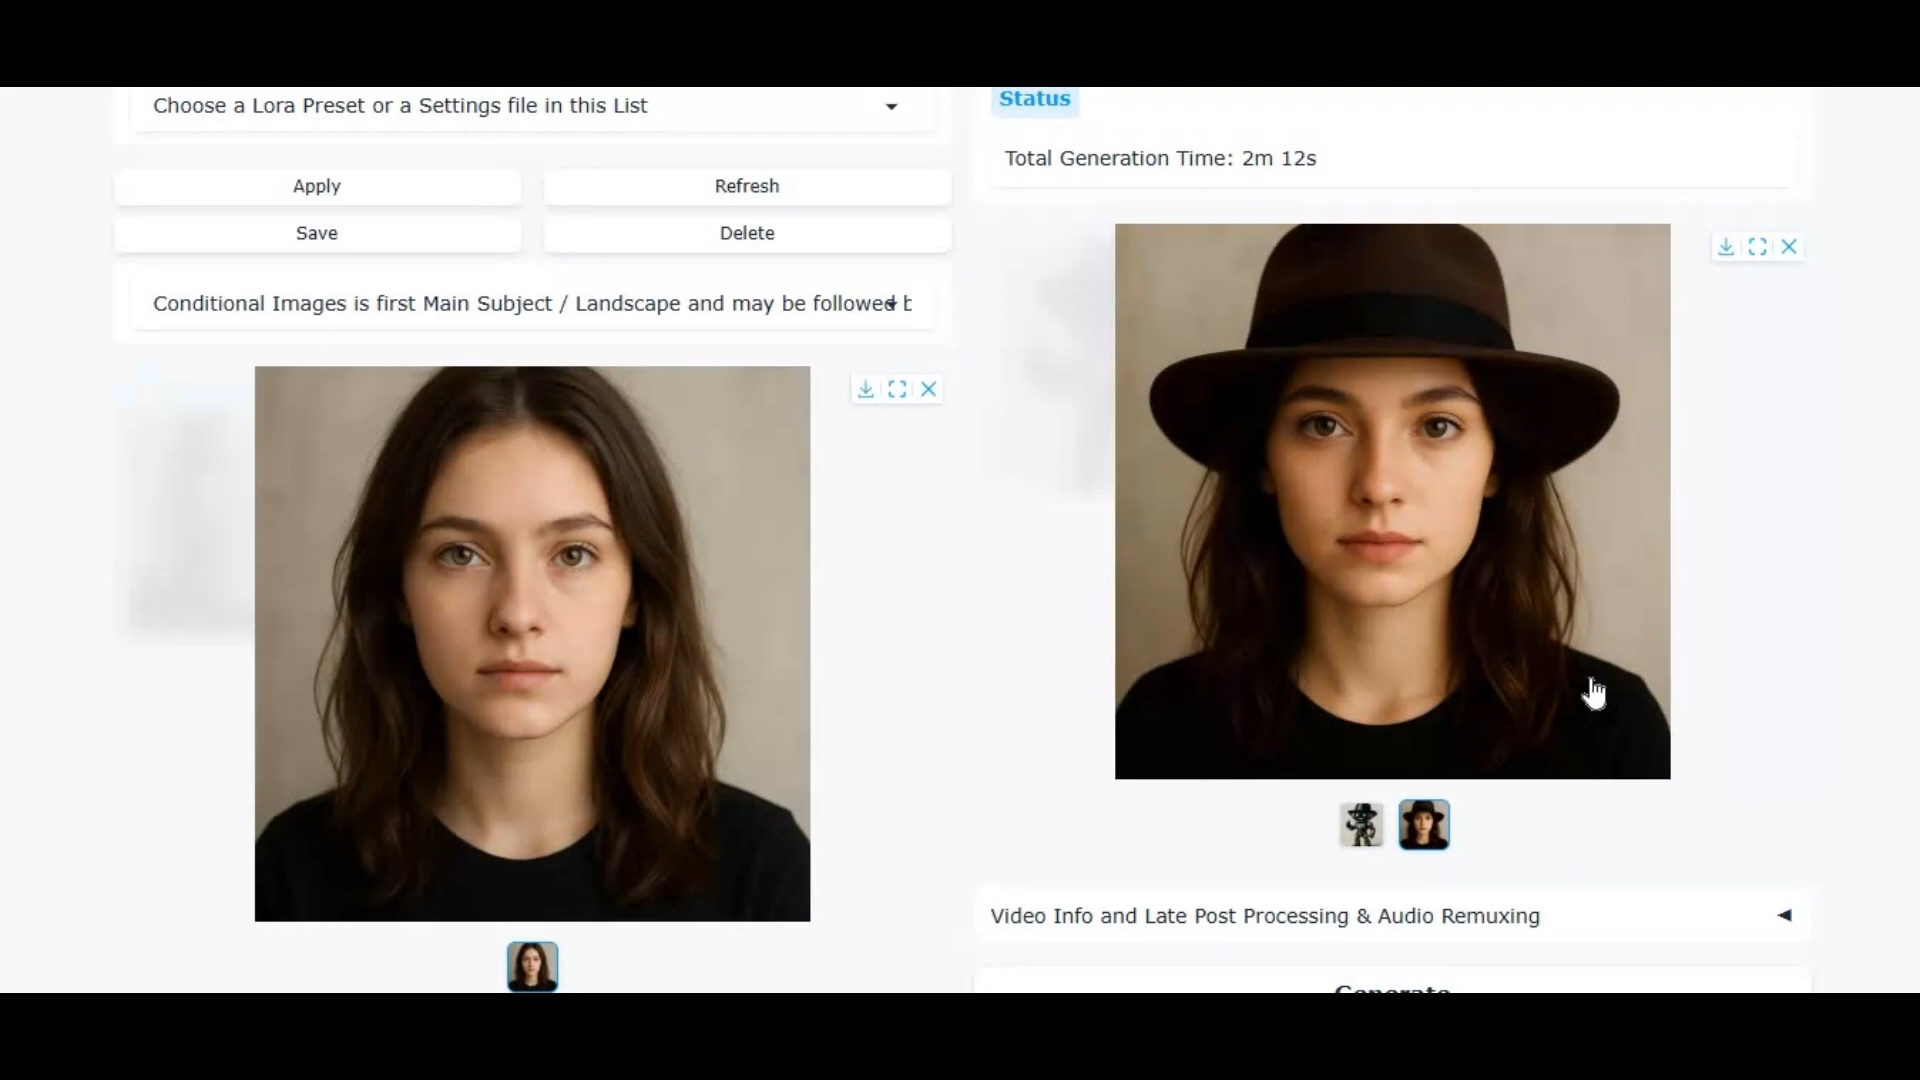 Choose a Lora Preset or a Settings file in this List
Apply
Refresh
Save
Delete
Conditional Images is first Main Subject / Landscape and may be followed b
Status
Total Generation Time: 2m 12s
Video Info and Late Post Processing & Audio Remuxing
Generate